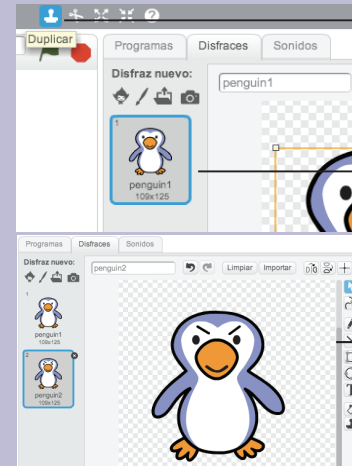 Duplicar
Programas Disfraces Sonidos
Disfraz nuevo:
penguin1
1
penguin1
109x125
Programas Disfraces Sonidos
Disfraz nuevo:
penguin2 Limpiar Importar
1
penguin1
109x125
2
penguin2
109x125
T